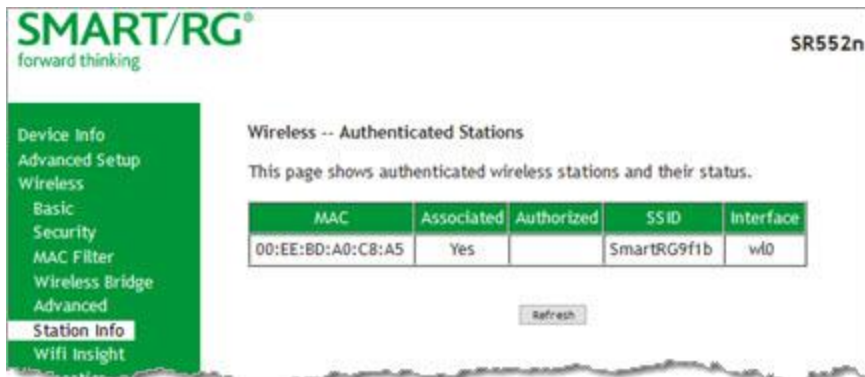 SMART/RG®
forward thinking
SR552n
Device Info
Advanced Setup
Wireless
Basic
Security
MAC Filter
Wireless Bridge
Advanced
Station Info
Wifi Insight
Wireless -- Authenticated Stations
This page shows authenticated wireless stations and their status.
MAC Associated Authorized SSID Interface
00:EE:BD:A0:C8:A5 Yes SmartRG9f1b wl0
Refresh